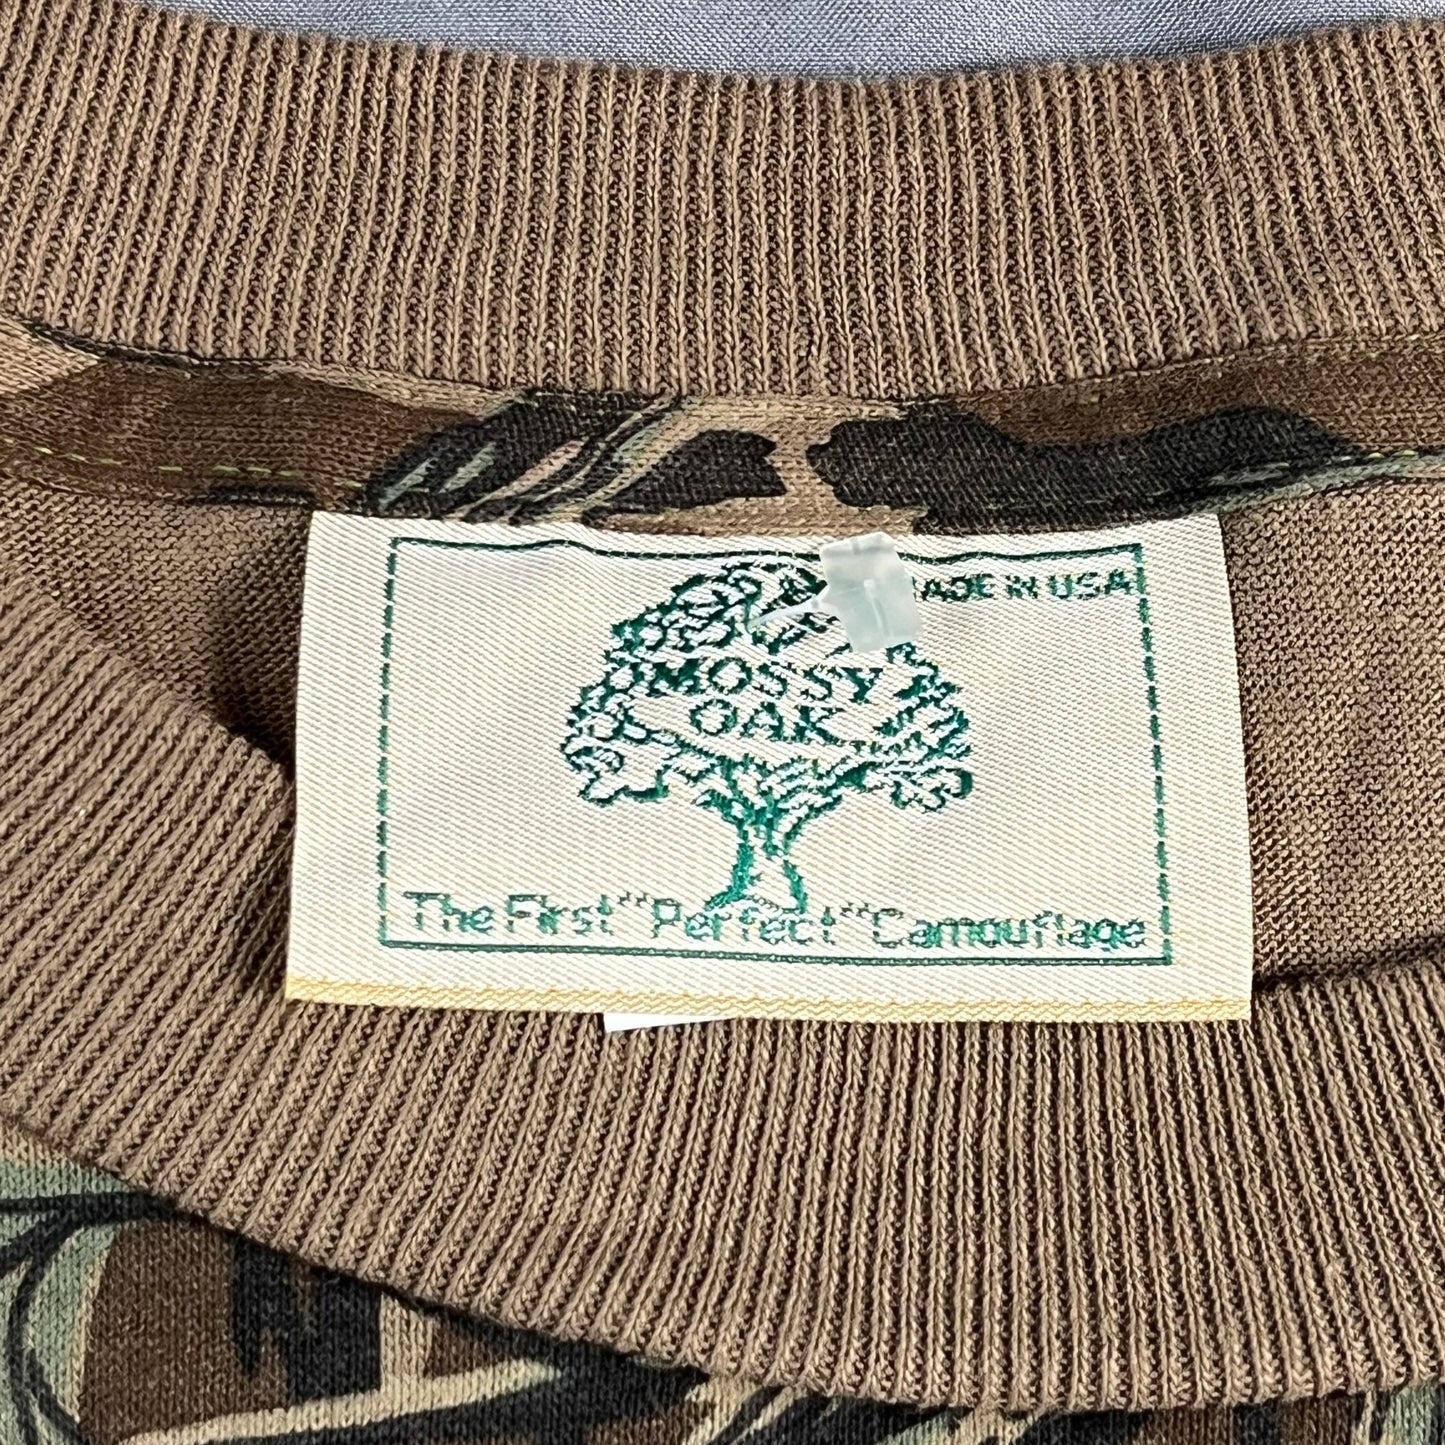 MADE IN USA
MOSSY
OAK
The First "Perfect" Camouflage